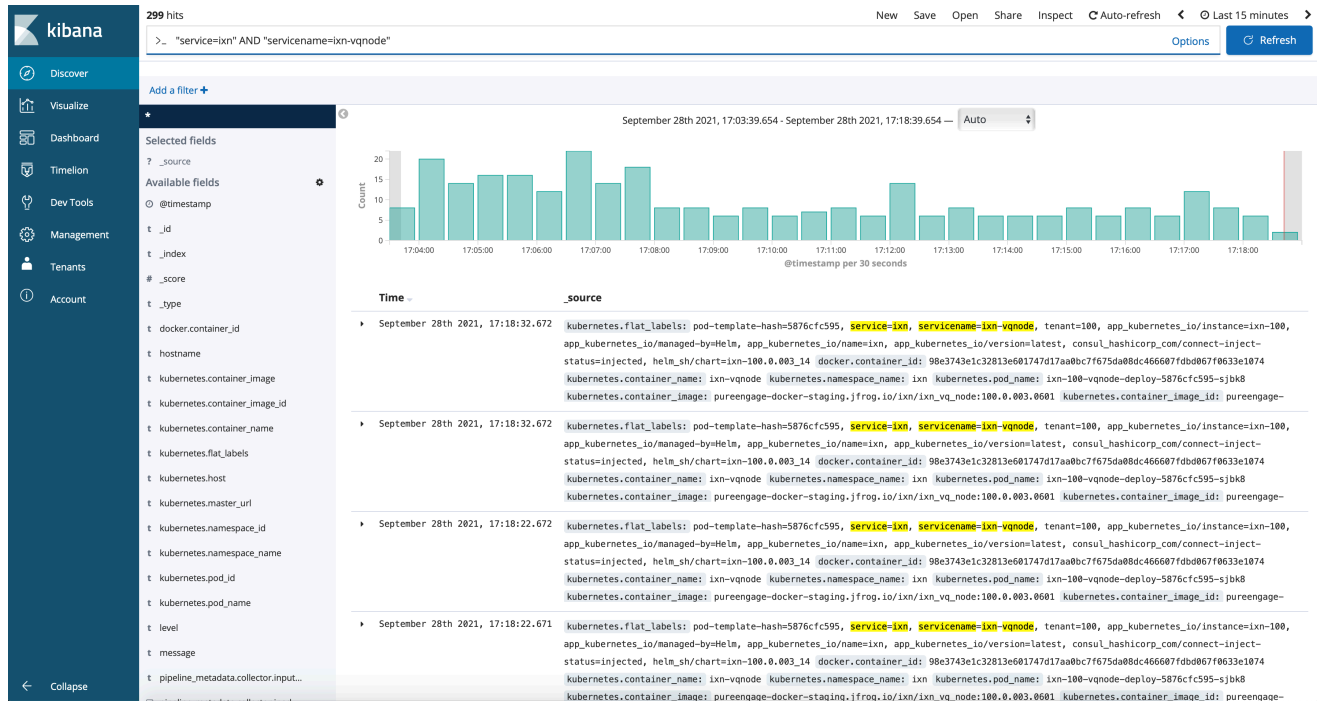 kibana
Discover
Visualize
Dashboard
Timelion
Dev Tools
Management
Tenants
Account
Collapse
299 hits
New Save Open Share Inspect Auto-refresh Last 15 minutes
>_ "service=ixn" AND "servicename=ixn-vqnode" Options Refresh
Add a filter +
*
Selected fields
? _source
Available fields
@timestamp
t _id
t _index
# _score
t _type
t docker.container_id
t hostname
t kubernetes.container_image
t kubernetes.container_image_id
t kubernetes.container_name
t kubernetes.flat_labels
t kubernetes.host
t kubernetes.master_url
t kubernetes.namespace_id
t kubernetes.namespace_name
t kubernetes.pod_id
t kubernetes.pod_name
t level
t message
t pipeline_metadata.collector.input...
September 28th 2021, 17:03:39.654 - September 28th 2021, 17:18:39.654 — Auto
Count
20
15
10
5
0
17:04:00 17:05:00 17:06:00 17:07:00 17:08:00 17:09:00 17:10:00 17:11:00 17:12:00 17:13:00 17:14:00 17:15:00 17:16:00 17:17:00 17:18:00
@timestamp per 30 seconds
Time _source
September 28th 2021, 17:18:32.672 kubernetes.flat_labels: pod-template-hash=5876cfc595, service=ixn, servicename=ixn-vqnode, tenant=100, app_kubernetes_io/instance=ixn-100,
app_kubernetes_io/managed-by=Helm, app_kubernetes_io/name=ixn, app_kubernetes_io/version=latest, consul_hashicorp_com/connect-inject-
status=injected, helm_sh/chart=ixn-100.0.003_14 docker.container_id: 98e3743e1c32813e601747d17aa0bc7f675da08dc466607fdbd067f0633e1074
kubernetes.container_name: ixn-vqnode kubernetes.namespace_name: ixn kubernetes.pod_name: ixn-100-vqnode-deploy-5876cfc595-sjbk8
kubernetes.container_image: pureengage-docker-staging.jfrog.io/ixn/ixn_vq_node:100.0.003.0601 kubernetes.container_image_id: pureengage-
September 28th 2021, 17:18:32.672 kubernetes.flat_labels: pod-template-hash=5876cfc595, service=ixn, servicename=ixn-vqnode, tenant=100, app_kubernetes_io/instance=ixn-100,
app_kubernetes_io/managed-by=Helm, app_kubernetes_io/name=ixn, app_kubernetes_io/version=latest, consul_hashicorp_com/connect-inject-
status=injected, helm_sh/chart=ixn-100.0.003_14 docker.container_id: 98e3743e1c32813e601747d17aa0bc7f675da08dc466607fdbd067f0633e1074
kubernetes.container_name: ixn-vqnode kubernetes.namespace_name: ixn kubernetes.pod_name: ixn-100-vqnode-deploy-5876cfc595-sjbk8
kubernetes.container_image: pureengage-docker-staging.jfrog.io/ixn/ixn_vq_node:100.0.003.0601 kubernetes.container_image_id: pureengage-
September 28th 2021, 17:18:22.672 kubernetes.flat_labels: pod-template-hash=5876cfc595, service=ixn, servicename=ixn-vqnode, tenant=100, app_kubernetes_io/instance=ixn-100,
app_kubernetes_io/managed-by=Helm, app_kubernetes_io/name=ixn, app_kubernetes_io/version=latest, consul_hashicorp_com/connect-inject-
status=injected, helm_sh/chart=ixn-100.0.003_14 docker.container_id: 98e3743e1c32813e601747d17aa0bc7f675da08dc466607fdbd067f0633e1074
kubernetes.container_name: ixn-vqnode kubernetes.namespace_name: ixn kubernetes.pod_name: ixn-100-vqnode-deploy-5876cfc595-sjbk8
kubernetes.container_image: pureengage-docker-staging.jfrog.io/ixn/ixn_vq_node:100.0.003.0601 kubernetes.container_image_id: pureengage-
September 28th 2021, 17:18:22.671 kubernetes.flat_labels: pod-template-hash=5876cfc595, service=ixn, servicename=ixn-vqnode, tenant=100, app_kubernetes_io/instance=ixn-100,
app_kubernetes_io/managed-by=Helm, app_kubernetes_io/name=ixn, app_kubernetes_io/version=latest, consul_hashicorp_com/connect-inject-
status=injected, helm_sh/chart=ixn-100.0.003_14 docker.container_id: 98e3743e1c32813e601747d17aa0bc7f675da08dc466607fdbd067f0633e1074
kubernetes.container_name: ixn-vqnode kubernetes.namespace_name: ixn kubernetes.pod_name: ixn-100-vqnode-deploy-5876cfc595-sjbk8
kubernetes.container_image: pureengage-docker-staging.jfrog.io/ixn/ixn_vq_node:100.0.003.0601 kubernetes.container_image_id: pureengage-